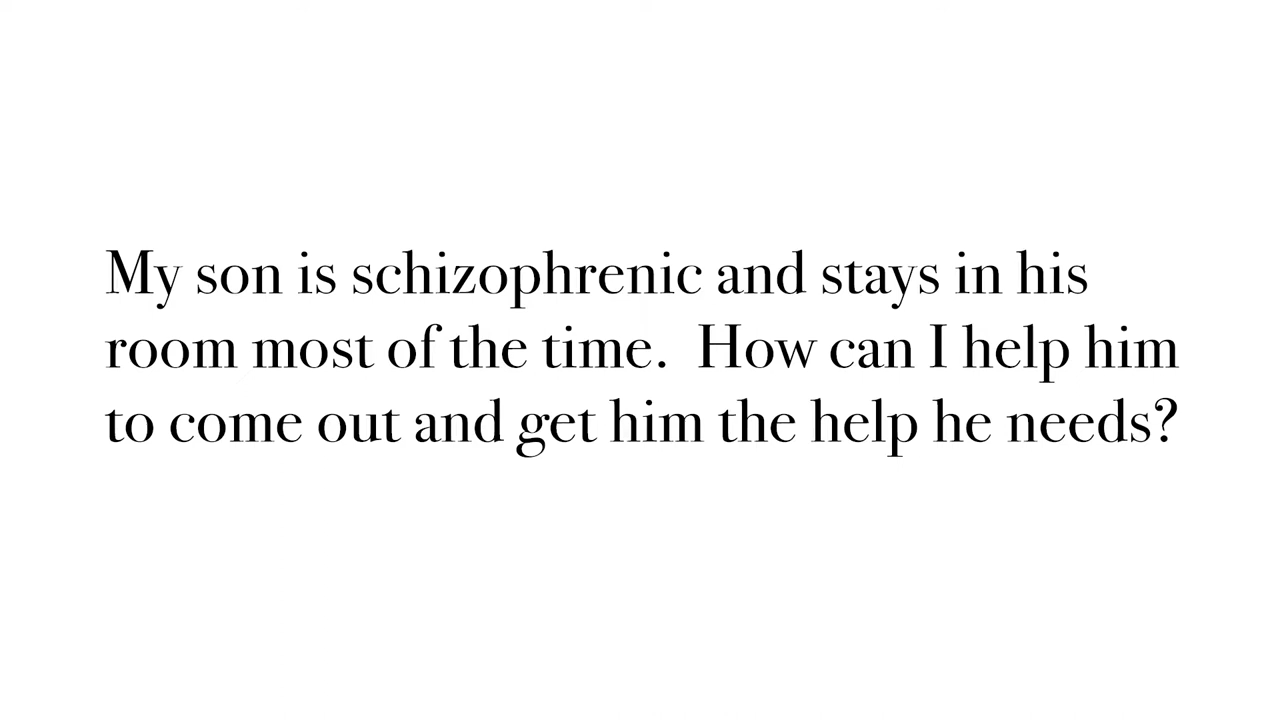 My son is schizophrenic and stays in his
room most of the time.  How can I help him
to come out and get him the help he needs?